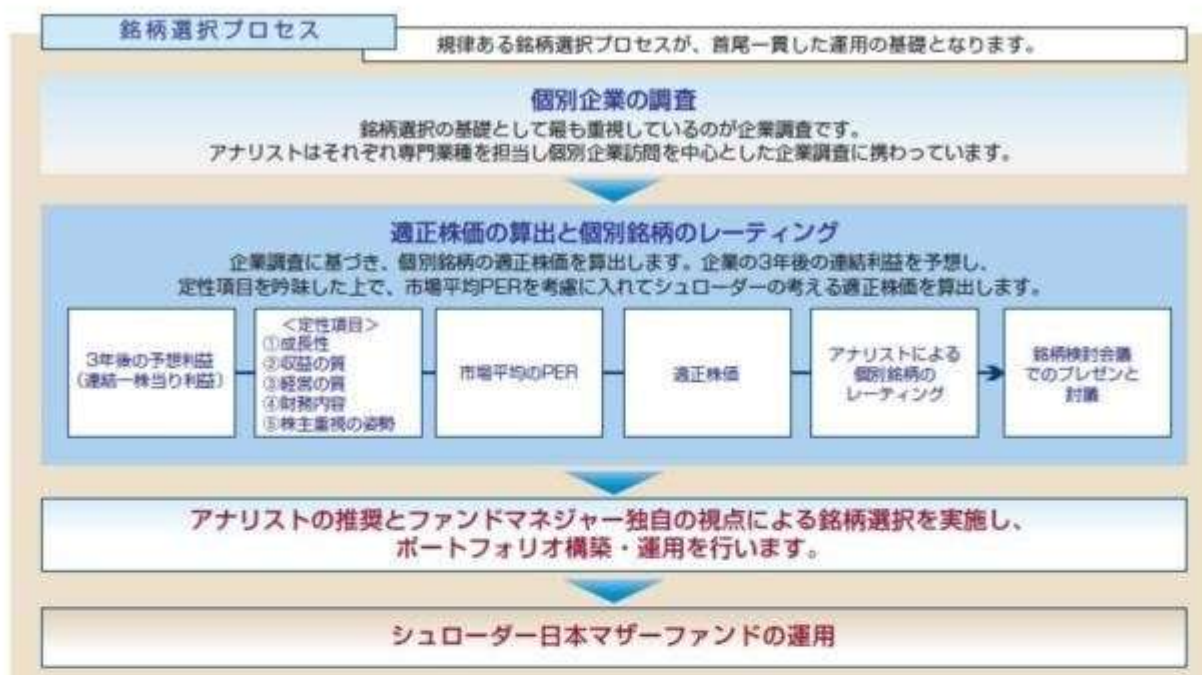 銘柄選択プロセス
規律ある銘柄選択プロセスが、首尾一貫した運用の基礎となります。
個別企業の調査
銘柄選択の基礎として最も重視しているのが企業調査です。
アナリストはそれぞれ専門業種を担当し個別企業訪問を中心とした企業調査に携わっています。
適正株価の算出と個別銘柄のレーティング
企業調査に基づき、個別銘柄の適正株価を算出します。企業の3年後の連結利益を予想し、
定性項目を吟味した上で、市場平均PERを考慮に入れてシュローダーの考える適正株価を算出します。
3年後の予想利益
(連結一株当り利益)
＜定性項目＞
①成長性
②収益の質
③経営の質
④財務内容
⑤株主重視の姿勢
市場平均のPER
適正株価
アナリストによる
個別銘柄の
レーティング
銘柄検討会議
でのプレゼンと
討議
アナリストの推奨とファンドマネジャー独自の視点による銘柄選択を実施し、
ポートフォリオ構築・運用を行います。
シュローダー日本マザーファンドの運用